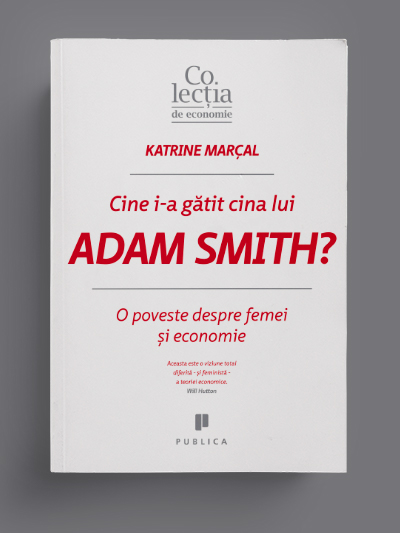 Co.
lecția
de economie
KATRINE MARÇAL
Cine i-a gătit cina lui
ADAM SMITH?
O poveste despre femei
și economie
Aceasta este o viziune total
diferită - și feministă -
a teoriei economice.
Will Hutton
PUBLICA